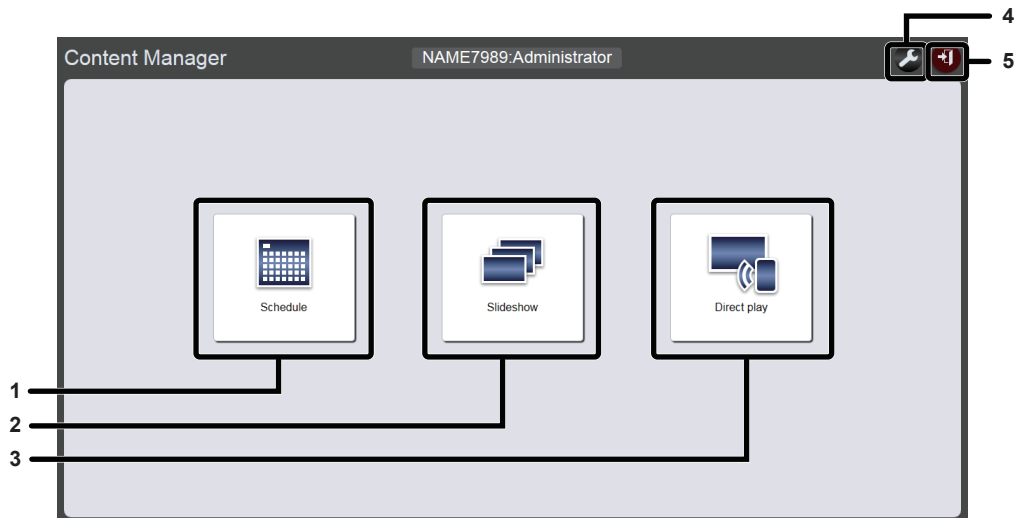 4
Content Manager
NAME7989:Administrator
5
Schedule
Slideshow
Direct play
1
2
3